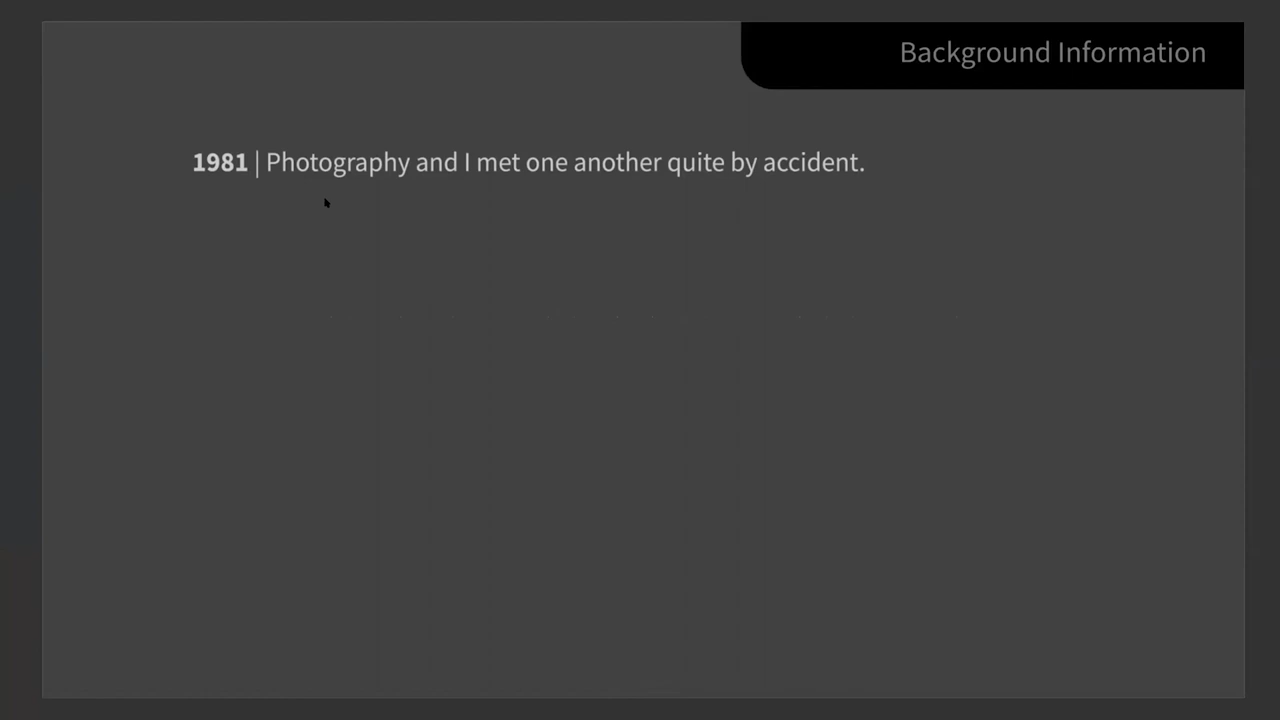 Background Information
1981 | Photography and I met one another quite by accident.